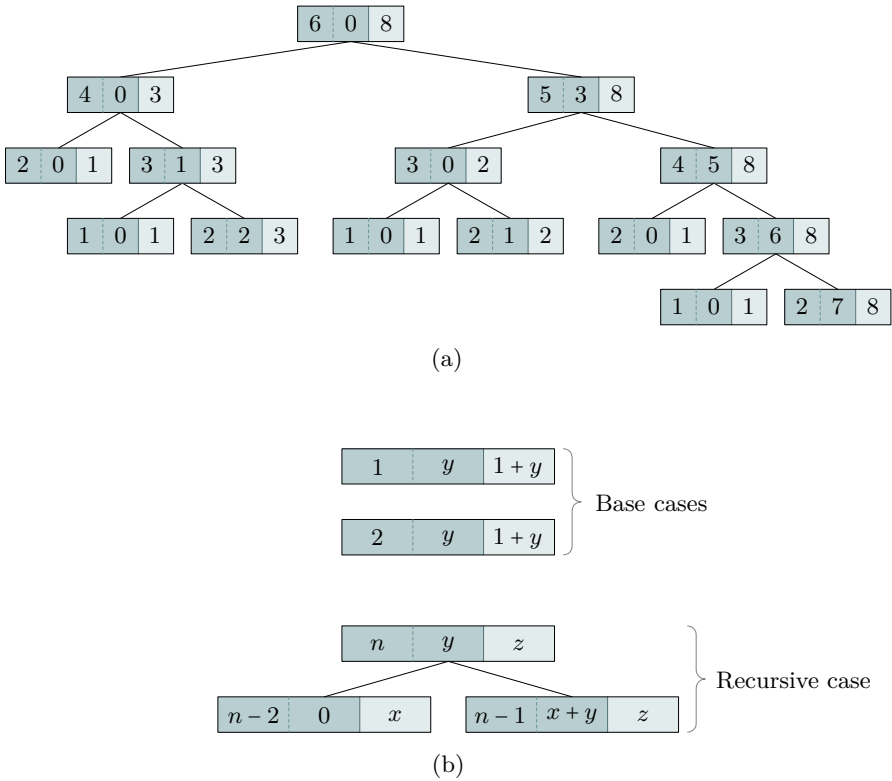 6 0 8
4 0 3 5 3 8
2 0 1 3 1 3 3 0 2 4 5 8
1 0 1 2 2 3 1 0 1 2 1 2 2 0 1 3 6 8
1 0 1 2 7 8
(a)
1 y 1 + y
Base cases
2 y 1 + y
n y z
Recursive case
n − 2 0 x n − 1 x + y z
(b)